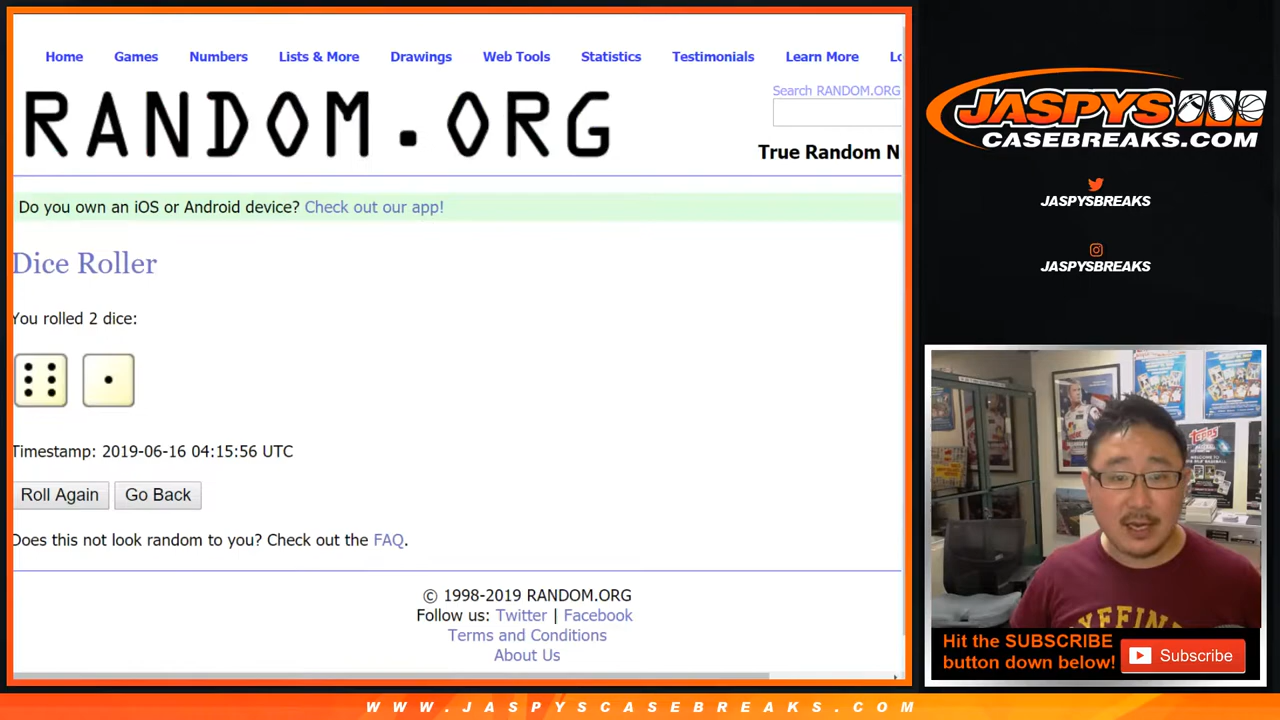 Home Games Numbers Lists & More Drawings Web Tools Statistics Testimonials Learn More Lo
RANDOM.ORG
Search RANDOM.ORG
True Random N
Do you own an iOS or Android device? Check out our app!
Dice Roller
You rolled 2 dice:
Timestamp: 2019-06-16 04:15:56 UTC
Roll Again Go Back
Does this not look random to you? Check out the FAQ.
© 1998-2019 RANDOM.ORG
Follow us: Twitter | Facebook
Terms and Conditions
About Us
JASPYS
CASEBREAKS.COM
JASPYSBREAKS
JASPYSBREAKS
topps
Hit the SUBSCRIBE
button down below!
Subscribe
WWW.JASPYSCASEBREAKS.COM